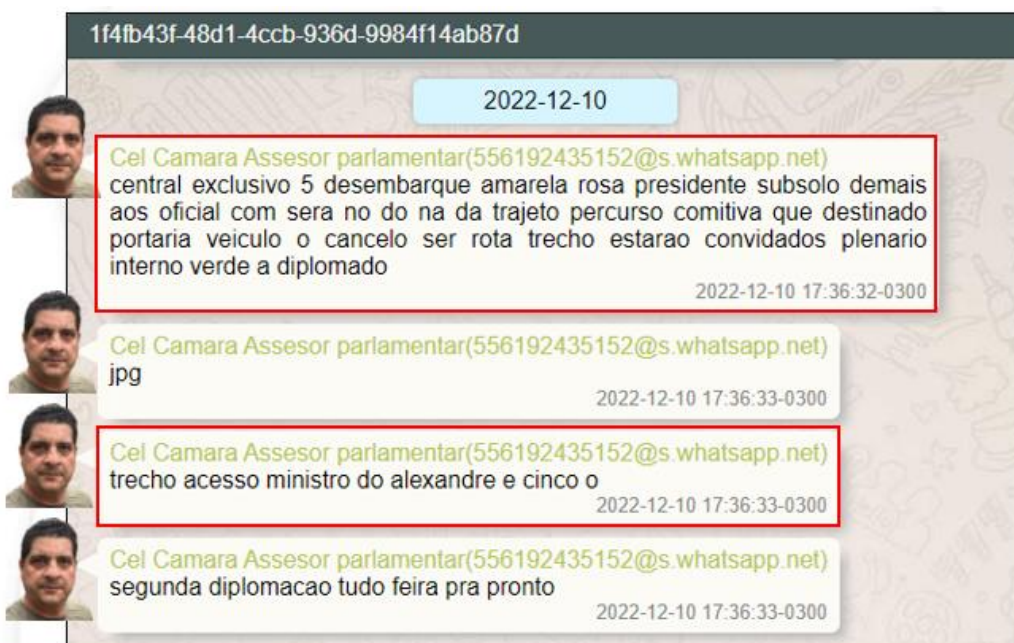 1f4fb43f-48d1-4ccb-936d-9984f14ab87d
2022-12-10
Cel Camara Assesor parlamentar(556192435152@s.whatsapp.net)
central exclusivo 5 desembarque amarela rosa presidente subsolo demais
aos oficial com sera no do na da trajeto percurso comitiva que destinado
portaria veiculo o cancelo ser rota trecho estarao convidados plenario
interno verde a diplomado
2022-12-10 17:36:32-0300
Cel Camara Assesor parlamentar(556192435152@s.whatsapp.net)
jpg
2022-12-10 17:36:33-0300
Cel Camara Assesor parlamentar(556192435152@s.whatsapp.net)
trecho acesso ministro do alexandre e cinco o
2022-12-10 17:36:33-0300
Cel Camara Assesor parlamentar(556192435152@s.whatsapp.net)
segunda diplomacao tudo feira pra pronto
2022-12-10 17:36:33-0300